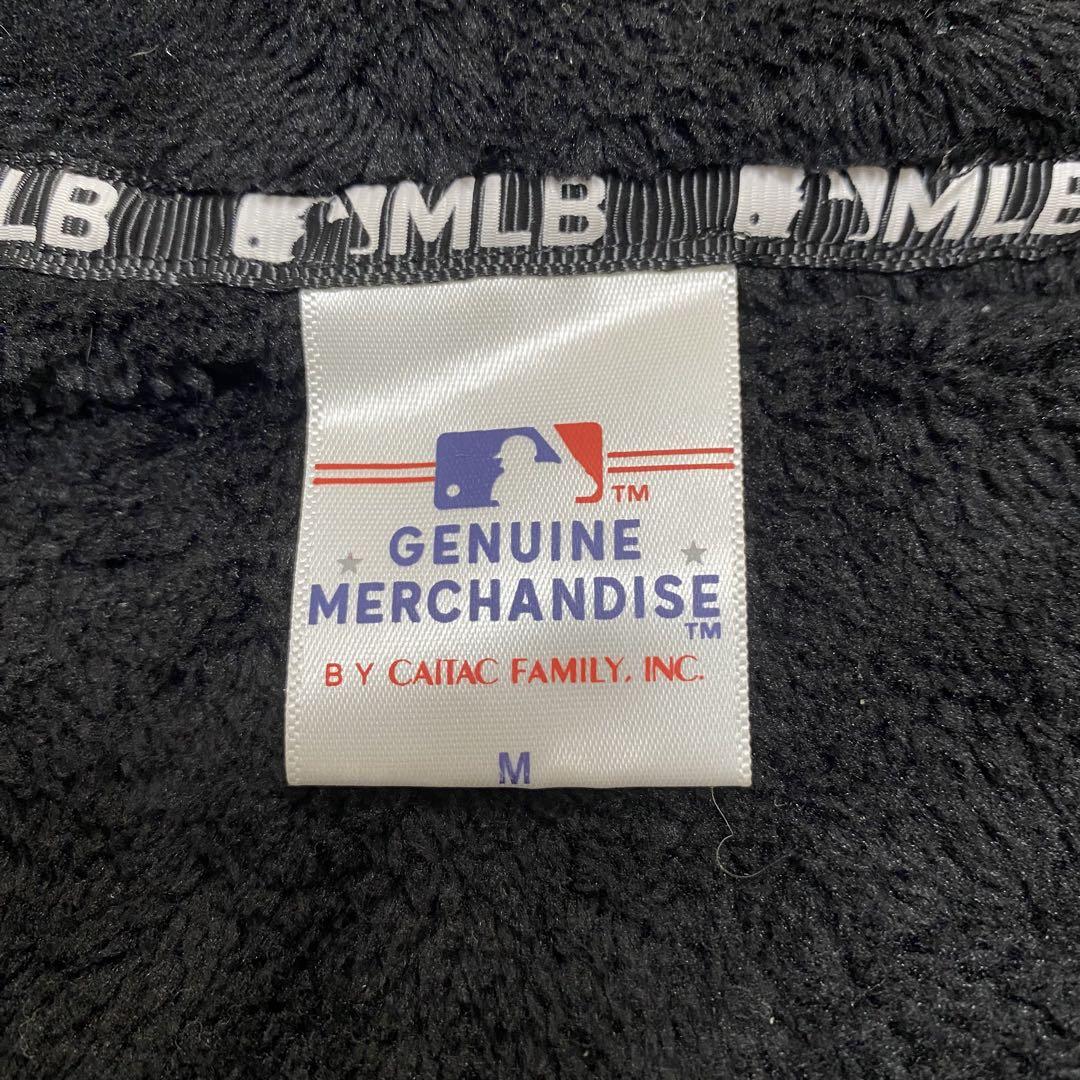 MLB MLB MLB
TM
GENUINE
MERCHANDISE
TM
BY CAITAC FAMILY, INC.
M